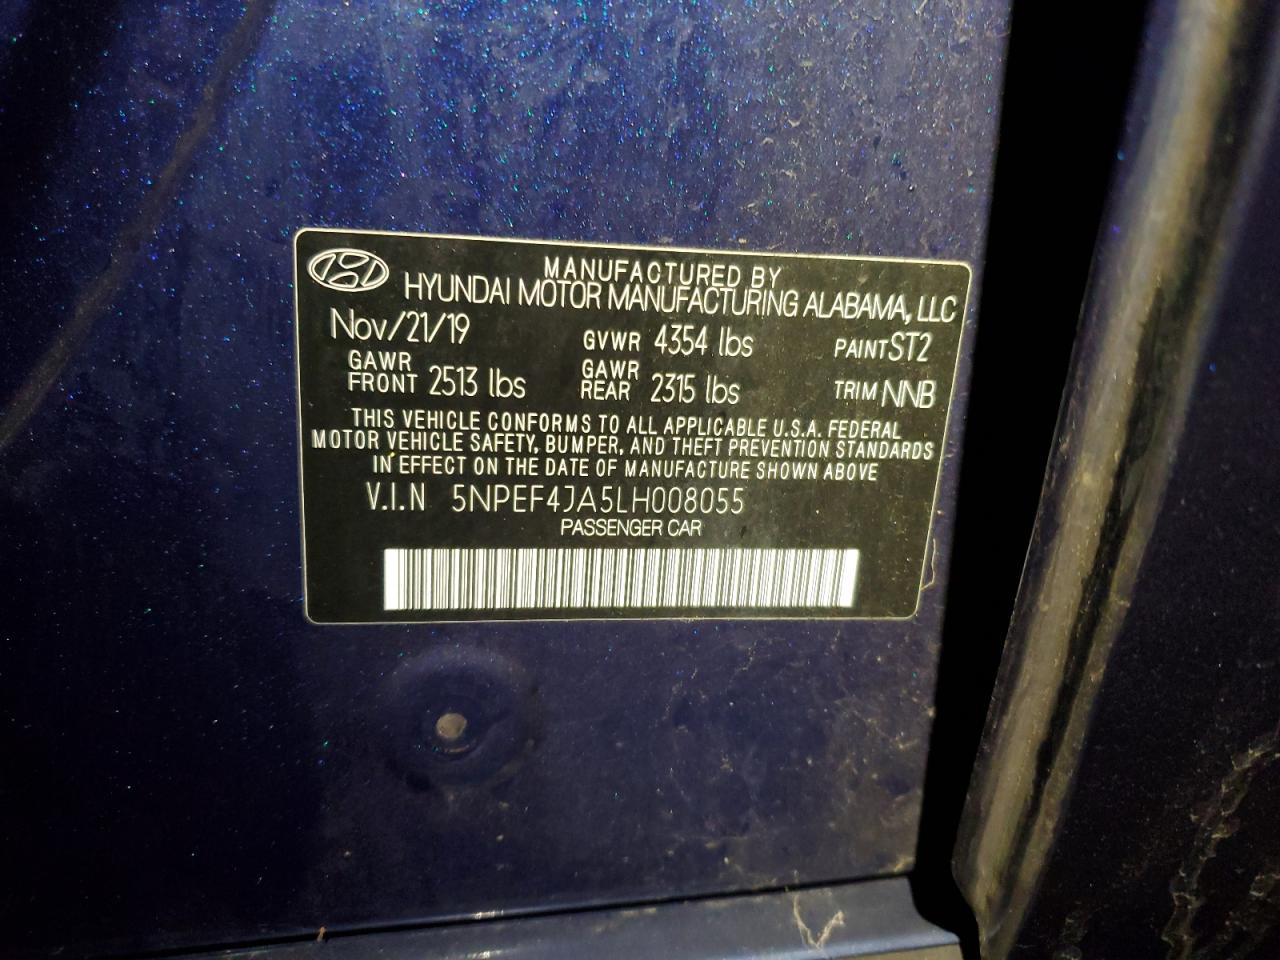 MANUFACTURED BY
HYUNDAI MOTOR MANUFACTURING ALABAMA, LLC
Nov/21/19 GVWR 4354 lbs PAINT ST2
GAWR FRONT 2513 lbs GAWR REAR 2315 lbs TRIM NNB
THIS VEHICLE CONFORMS TO ALL APPLICABLE U.S.A. FEDERAL
MOTOR VEHICLE SAFETY, BUMPER, AND THEFT PREVENTION STANDARDS
IN EFFECT ON THE DATE OF MANUFACTURE SHOWN ABOVE
V.I.N 5NPEF4JA5LH008055
PASSENGER CAR